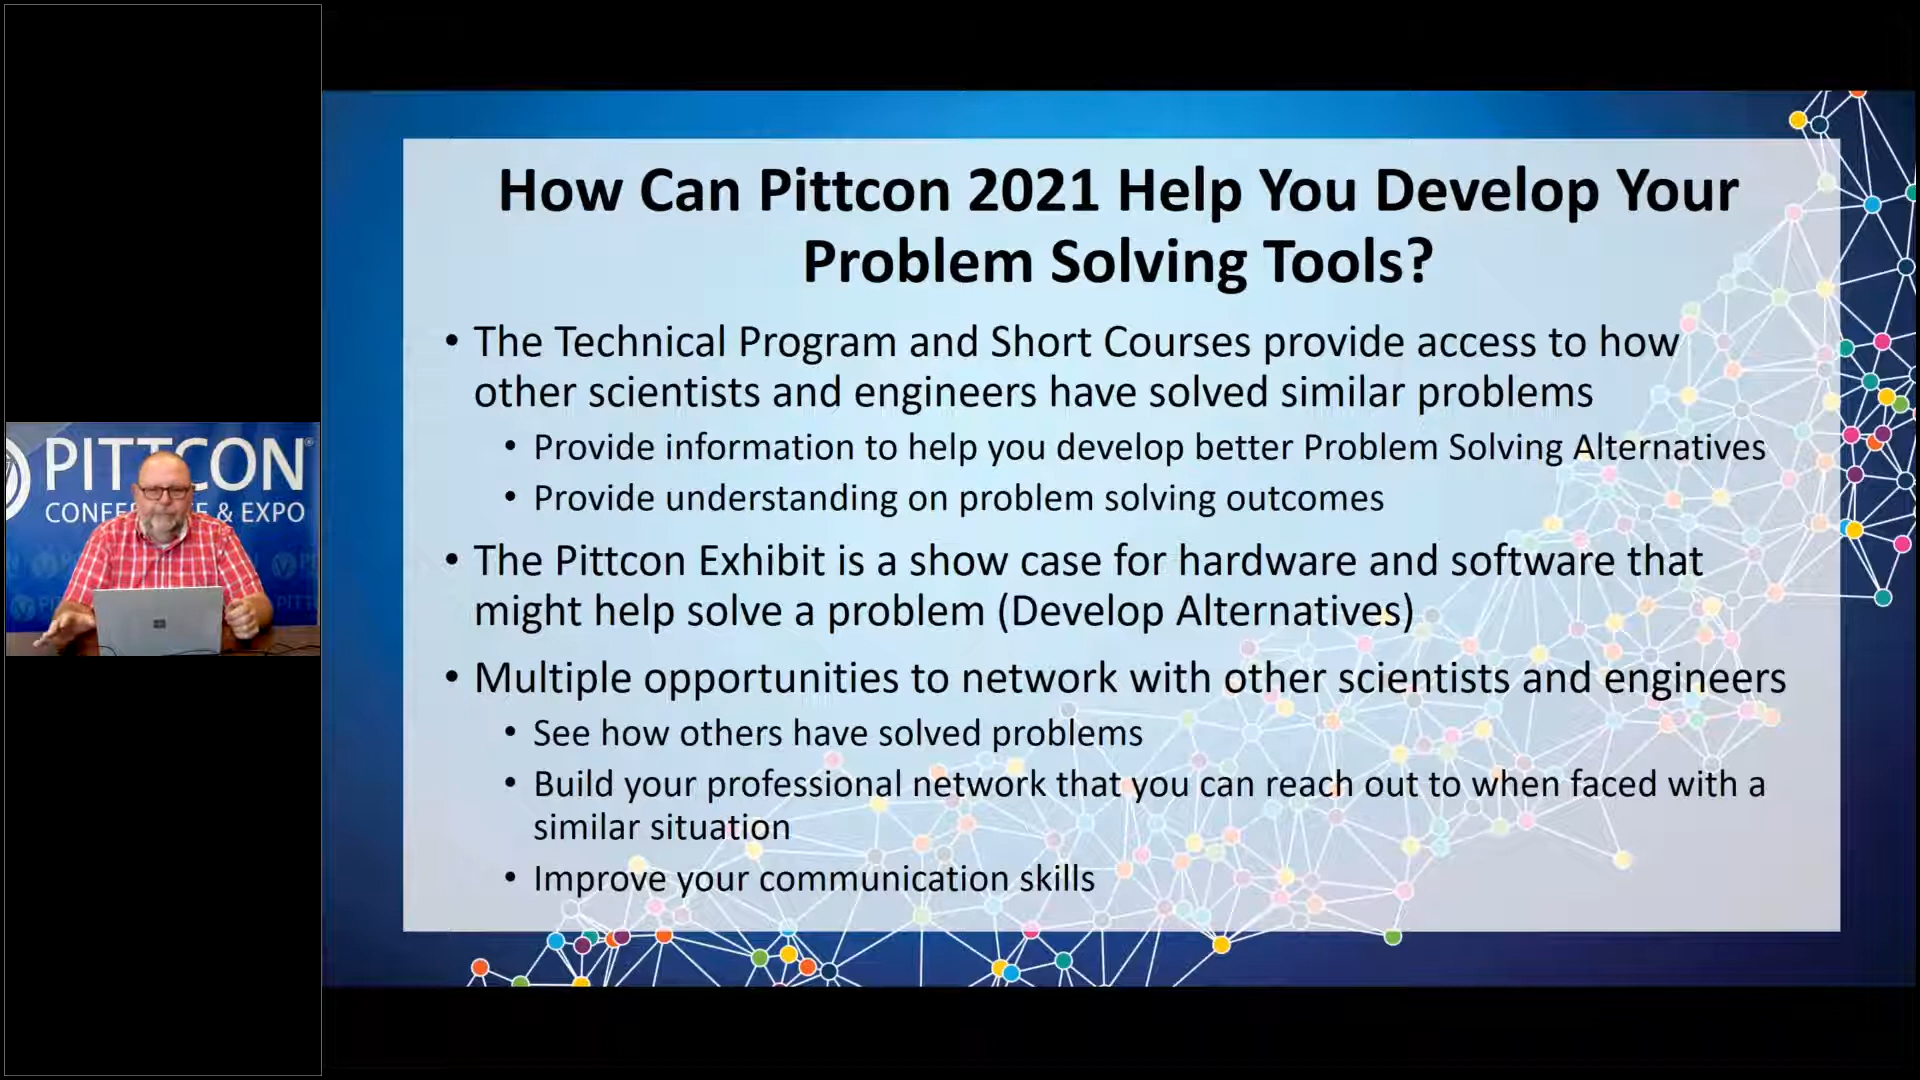 How Can Pittcon 2021 Help You Develop Your
Problem Solving Tools?
• The Technical Program and Short Courses provide access to how
other scientists and engineers have solved similar problems
• Provide information to help you develop better Problem Solving Alternatives
• Provide understanding on problem solving outcomes
• The Pittcon Exhibit is a show case for hardware and software that
might help solve a problem (Develop Alternatives)
• Multiple opportunities to network with other scientists and engineers
• See how others have solved problems
• Build your professional network that you can reach out to when faced with a
similar situation
• Improve your communication skills
PITTCON®
& EXPO